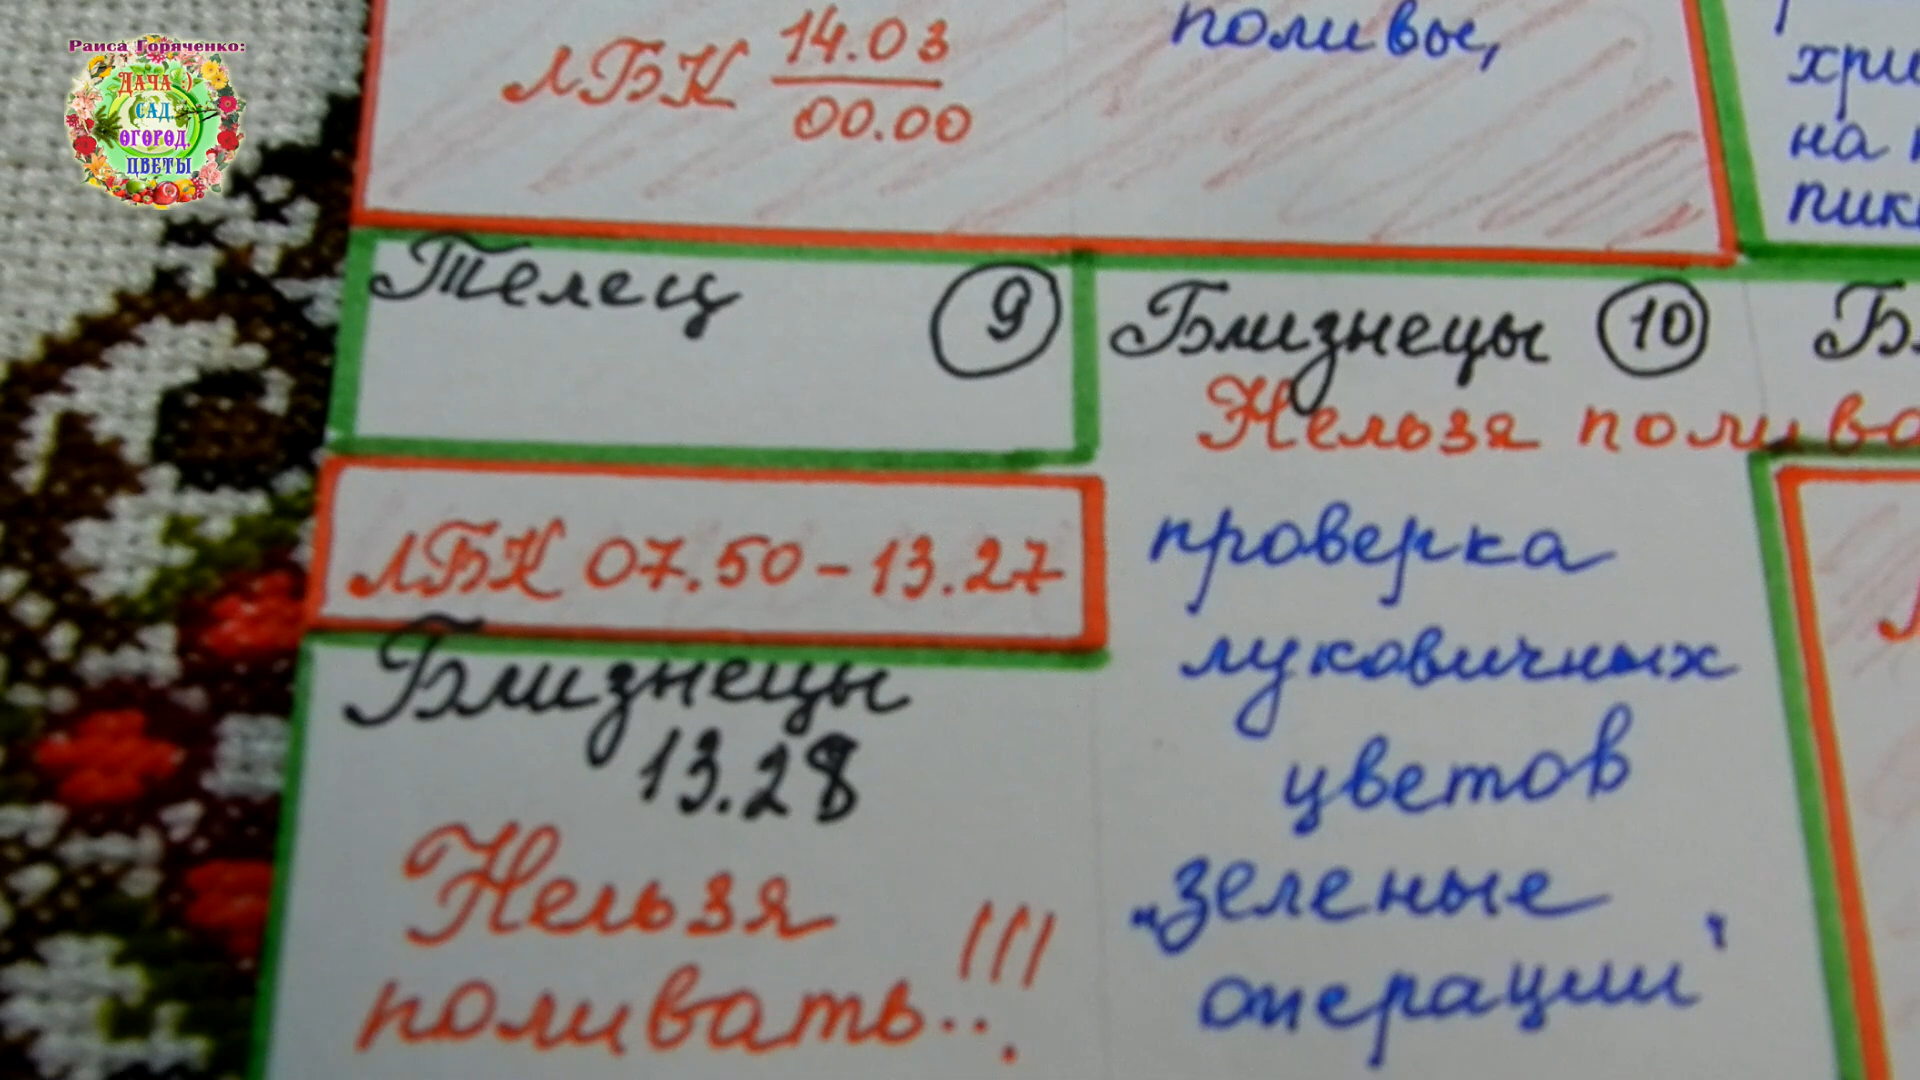 Раиса Горяченко:
Дача :)
САД,
ОГОРОД,
ЦВЕТЫ
ЛБК 14.03
00.00
поливы,
на
Телец 9
ЛБК 07.50 - 13.27
Близнецы
13.28
Нельзя
поливать..!!!
Близнецы 10
Нельзя
проверка
луковичных
цветов
„зеленые
операции"